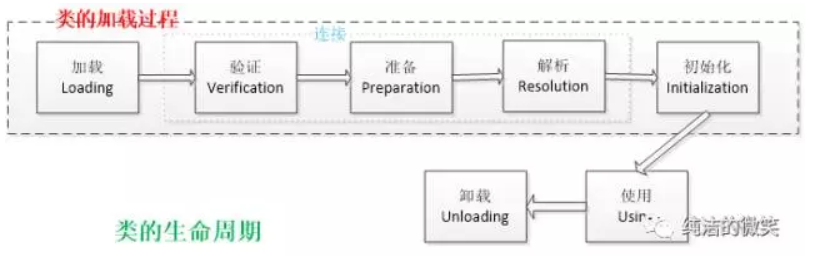 类的加载过程
连接
加载
Loading
验证
Verification
准备
Preparation
解析
Resolution
初始化
Initialization
卸载
Unloading
使用
Usin
纯洁的微笑
类的生命周期